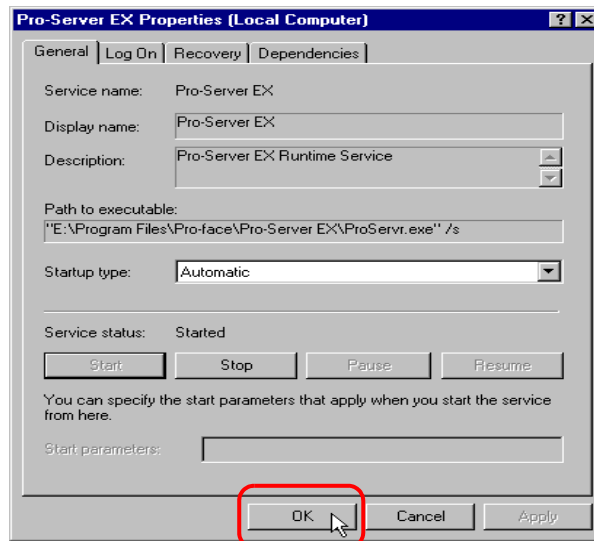 Pro-Server EX Properties (Local Computer)
General Log On Recovery Dependencies
Service name: Pro-Server EX
Display name: Pro-Server EX
Description: Pro-Server EX Runtime Service
Path to executable:
"E:\Program Files\Pro-face\Pro-Server EX\ProServr.exe" /s
Startup type: Automatic
Service status: Started
Start Stop Pause Resume
You can specify the start parameters that apply when you start the service
from here.
Start parameters:
OK Cancel Apply